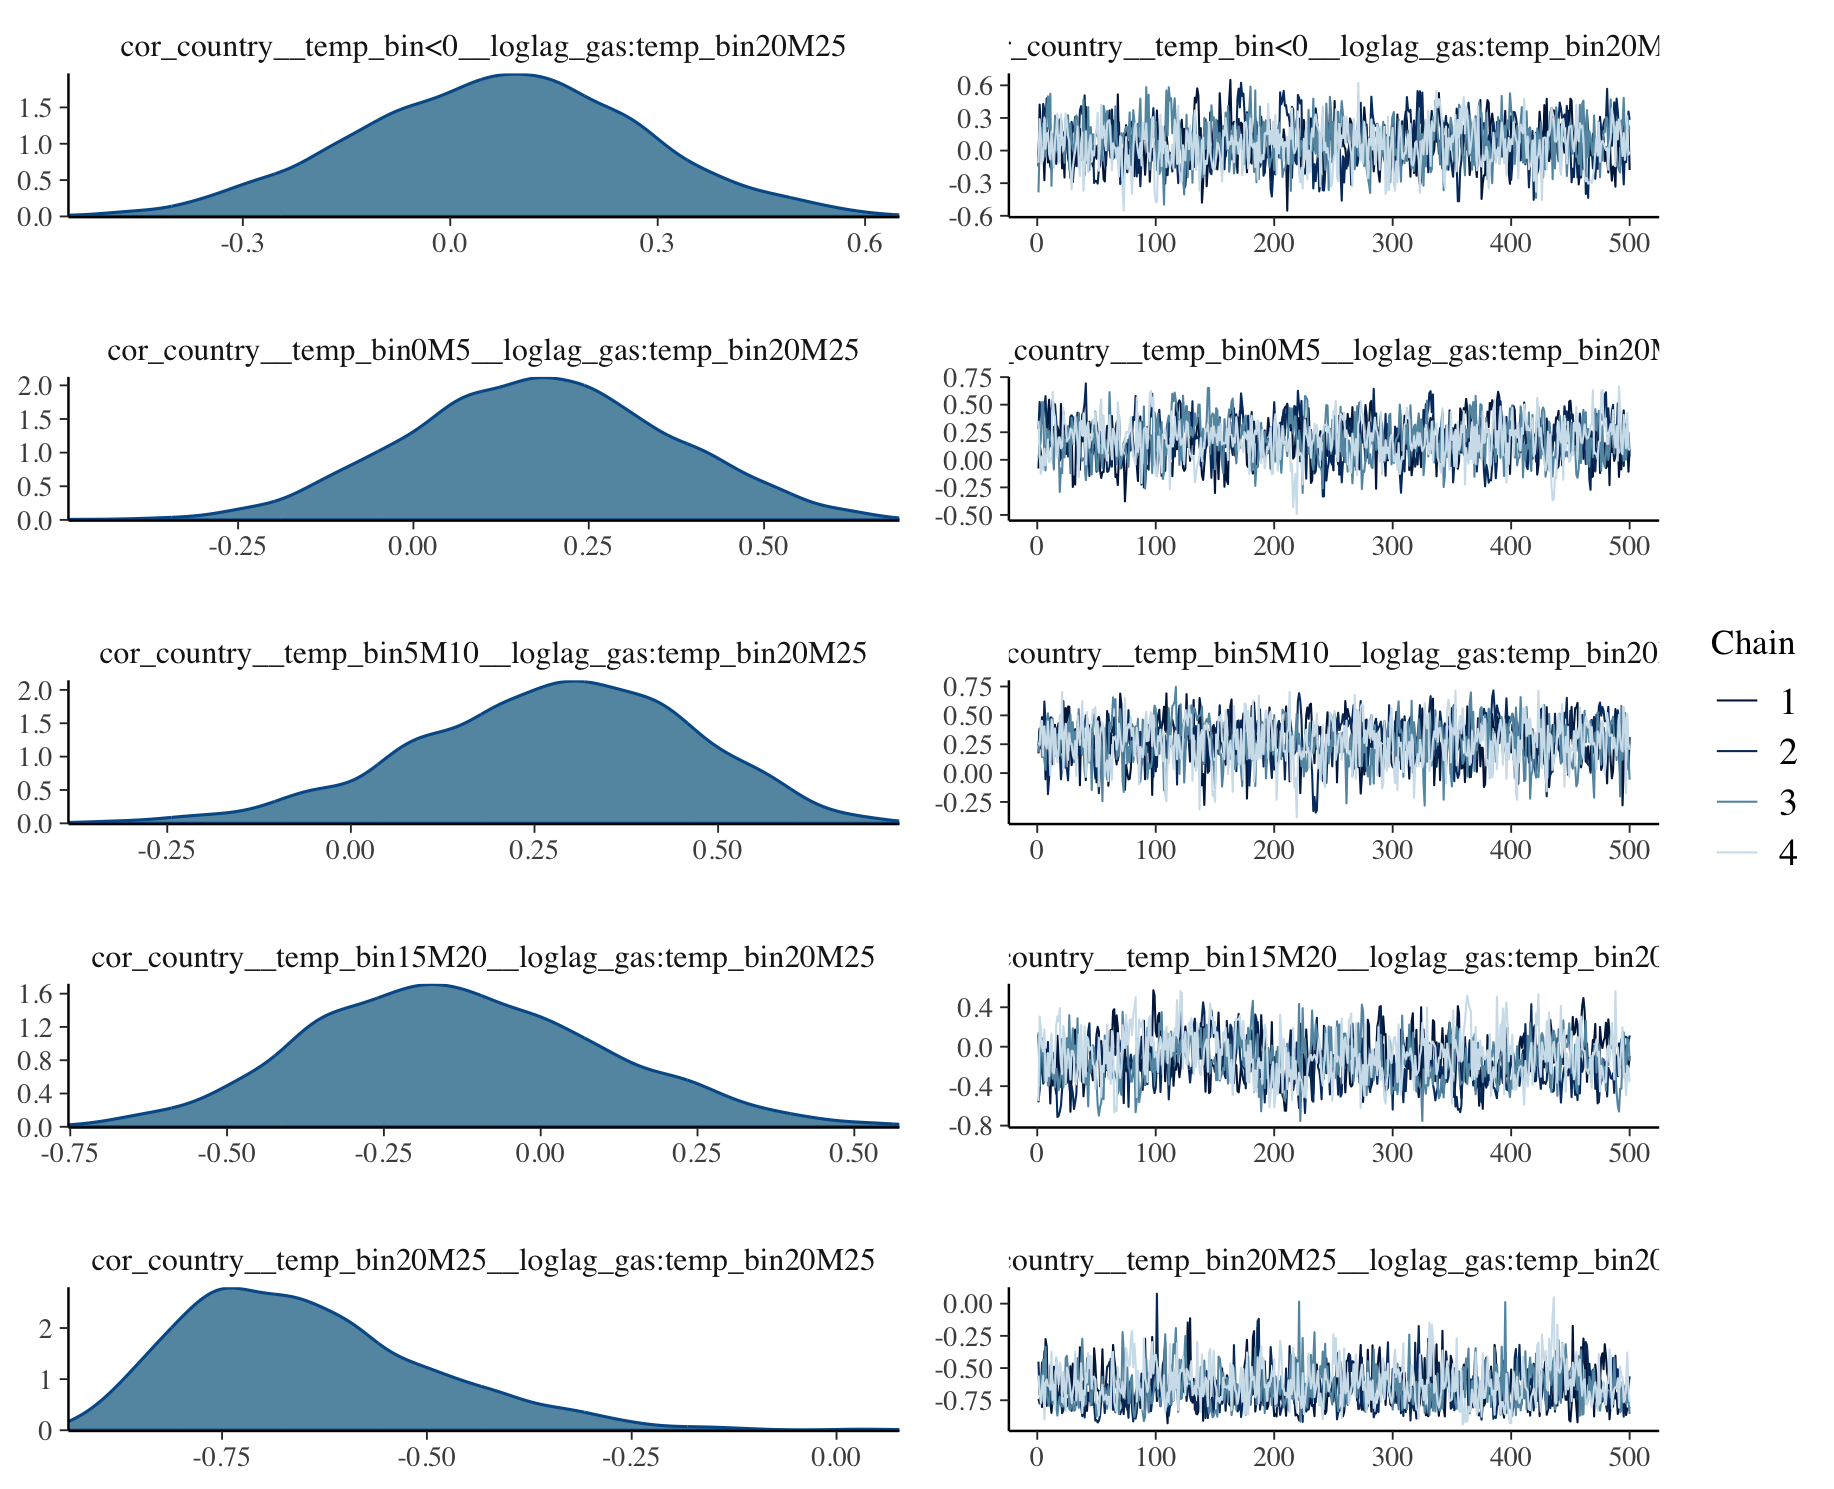 cor_country__temp_bin<0__loglag_gas:temp_bin20M25
_country__temp_bin<0__loglag_gas:temp_bin20M
1.5
1.0
0.5
0.0
-0.3 0.0 0.3 0.6
0.6
0.3
0.0
-0.3
-0.6
0 100 200 300 400 500
cor_country__temp_bin0M5__loglag_gas:temp_bin20M25
_country__temp_bin0M5__loglag_gas:temp_bin20M
2.0
1.5
1.0
0.5
0.0
-0.25 0.00 0.25 0.50
0.75
0.50
0.25
0.00
-0.25
-0.50
0 100 200 300 400 500
cor_country__temp_bin5M10__loglag_gas:temp_bin20M25
country__temp_bin5M10__loglag_gas:temp_bin20
2.0
1.5
1.0
0.5
0.0
-0.25 0.00 0.25 0.50
0.75
0.50
0.25
0.00
-0.25
0 100 200 300 400 500
Chain
1
2
3
4
cor_country__temp_bin15M20__loglag_gas:temp_bin20M25
country__temp_bin15M20__loglag_gas:temp_bin20
1.6
1.2
0.8
0.4
0.0
-0.75 -0.50 -0.25 0.00 0.25 0.50
0.4
0.0
-0.4
-0.8
0 100 200 300 400 500
cor_country__temp_bin20M25__loglag_gas:temp_bin20M25
country__temp_bin20M25__loglag_gas:temp_bin20
2
1
0
-0.75 -0.50 -0.25 0.00
0.00
-0.25
-0.50
-0.75
0 100 200 300 400 500